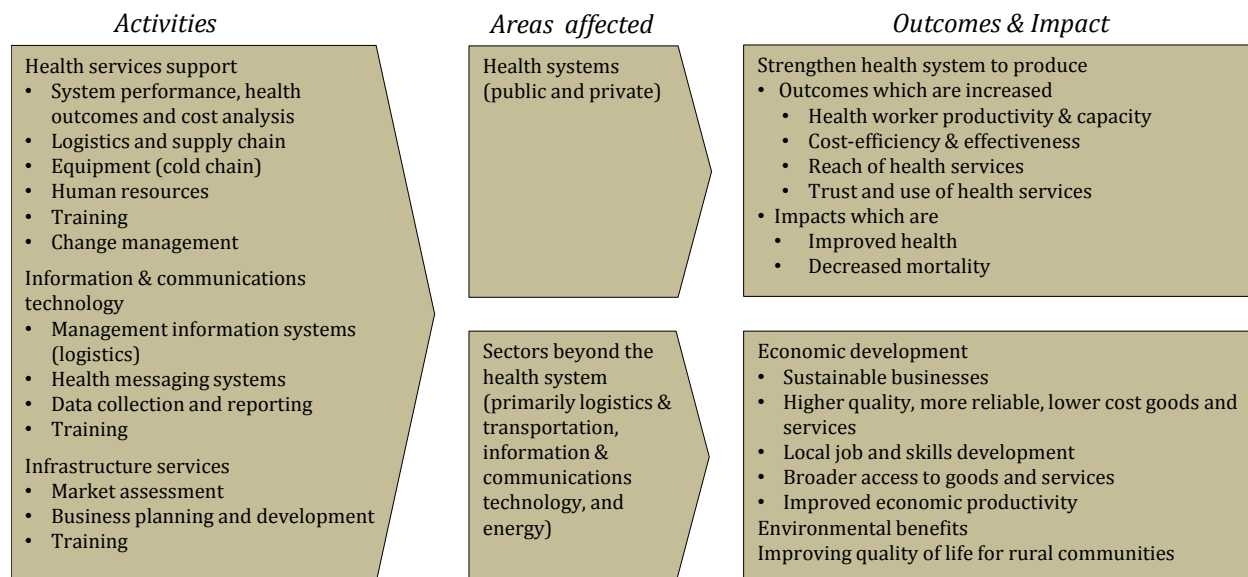 Activities
Health services support
• System performance, health
outcomes and cost analysis
• Logistics and supply chain
• Equipment (cold chain)
• Human resources
• Training
• Change management
Information & communications
technology
• Management information systems
(logistics)
• Health messaging systems
• Data collection and reporting
• Training
Infrastructure services
• Market assessment
• Business planning and development
• Training
Areas affected
Health systems
(public and private)
Sectors beyond the
health system
(primarily logistics &
transportation,
information &
communications
technology, and
energy)
Outcomes & Impact
Strengthen health system to produce
• Outcomes which are increased
• Health worker productivity & capacity
• Cost-efficiency & effectiveness
• Reach of health services
• Trust and use of health services
• Impacts which are
• Improved health
• Decreased mortality
Economic development
• Sustainable businesses
• Higher quality, more reliable, lower cost goods and
services
• Local job and skills development
• Broader access to goods and services
• Improved economic productivity
Environmental benefits
Improving quality of life for rural communities